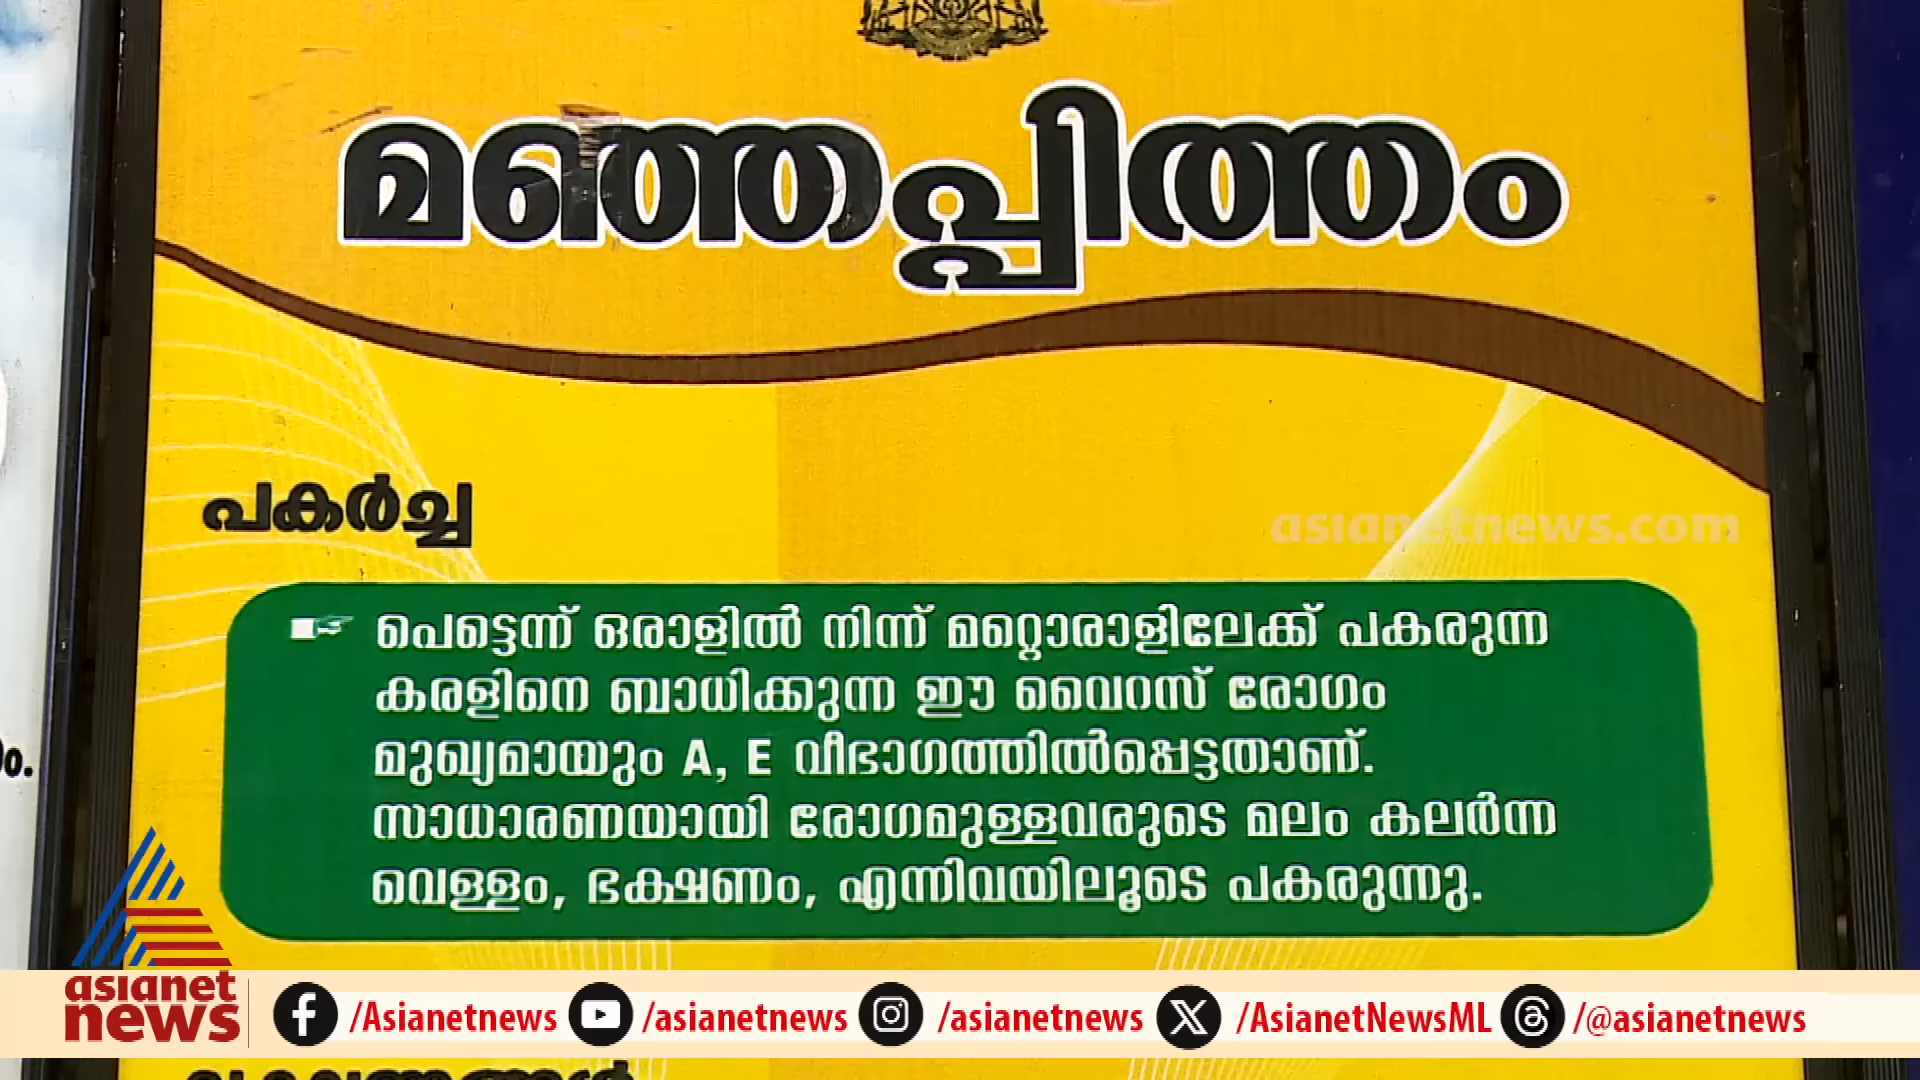 മഞ്ഞപ്പിത്തം
പകർച്ച
asianetnews.com
പെട്ടെന്ന് ഒരാളിൽ നിന്ന് മറ്റൊരാളിലേക്ക് പകരുന്ന
കരളിനെ ബാധിക്കുന്ന ഈ വൈറസ് രോഗം
മുഖ്യമായും A, E വീഭാഗത്തിൽപ്പെട്ടതാണ്.
സാധാരണയായി രോഗമുള്ളവരുടെ മലം കലർന്ന
വെള്ളം, ഭക്ഷണം, എന്നിവയിലൂടെ പകരുന്നു.
asianet
news
/Asianetnews /asianetnews /asianetnews /AsianetNewsML /@asianetnews